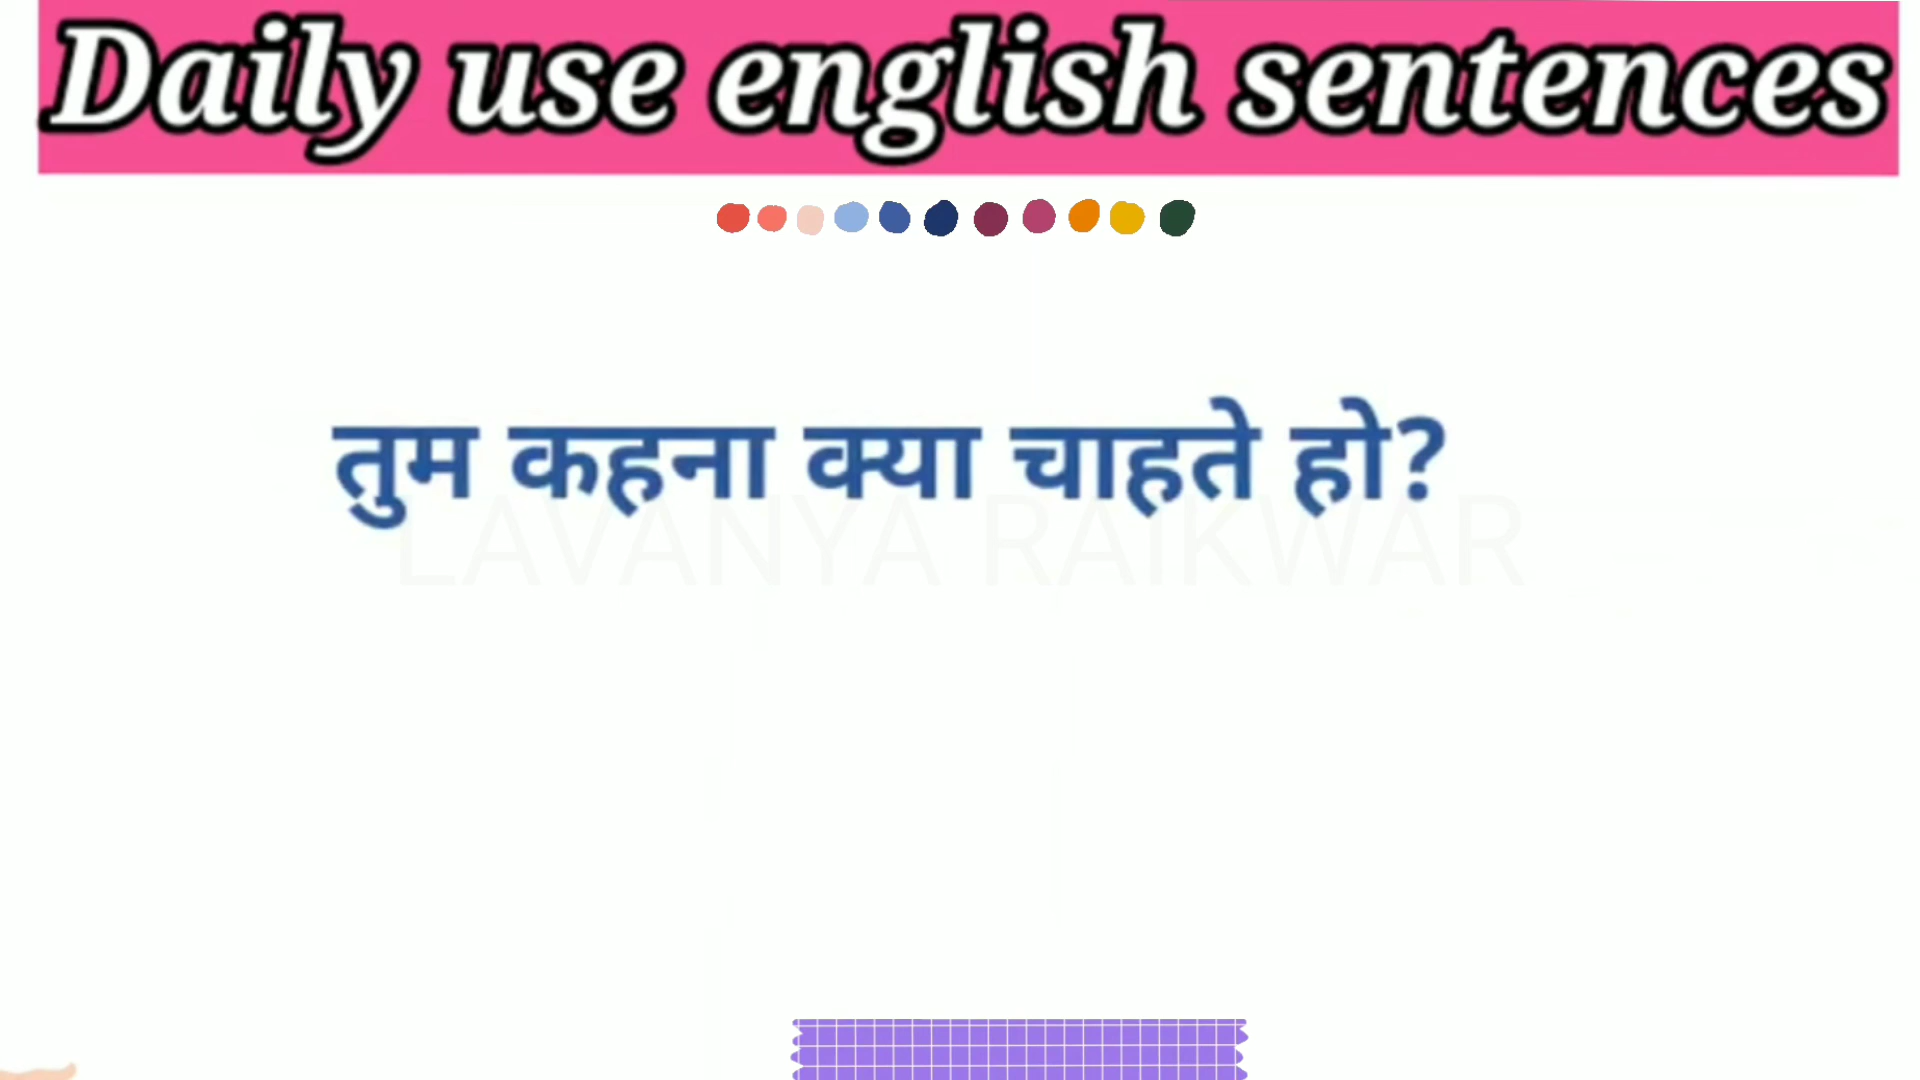 Daily use english sentences
तुम कहना क्या चाहते हो?
LAVANYA RAIKWAR